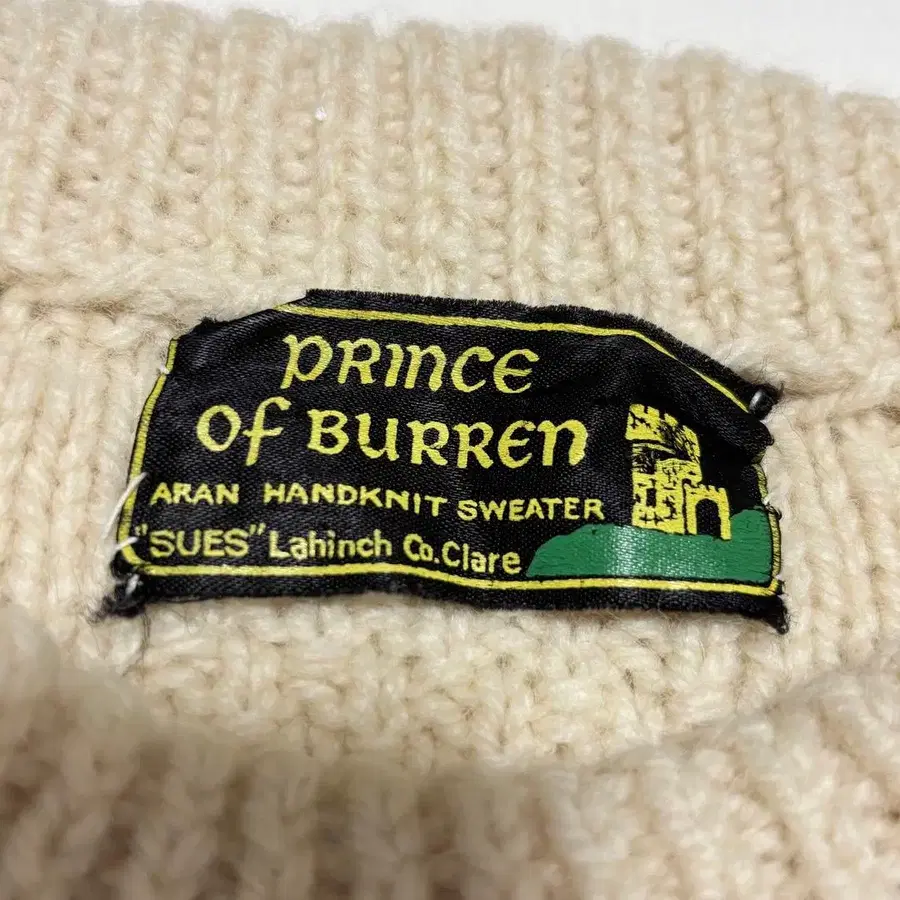 PRINCE
OF BURREN
ARAN HANDKNIT SWEATER
"SUES" Lahinch Co. Clare